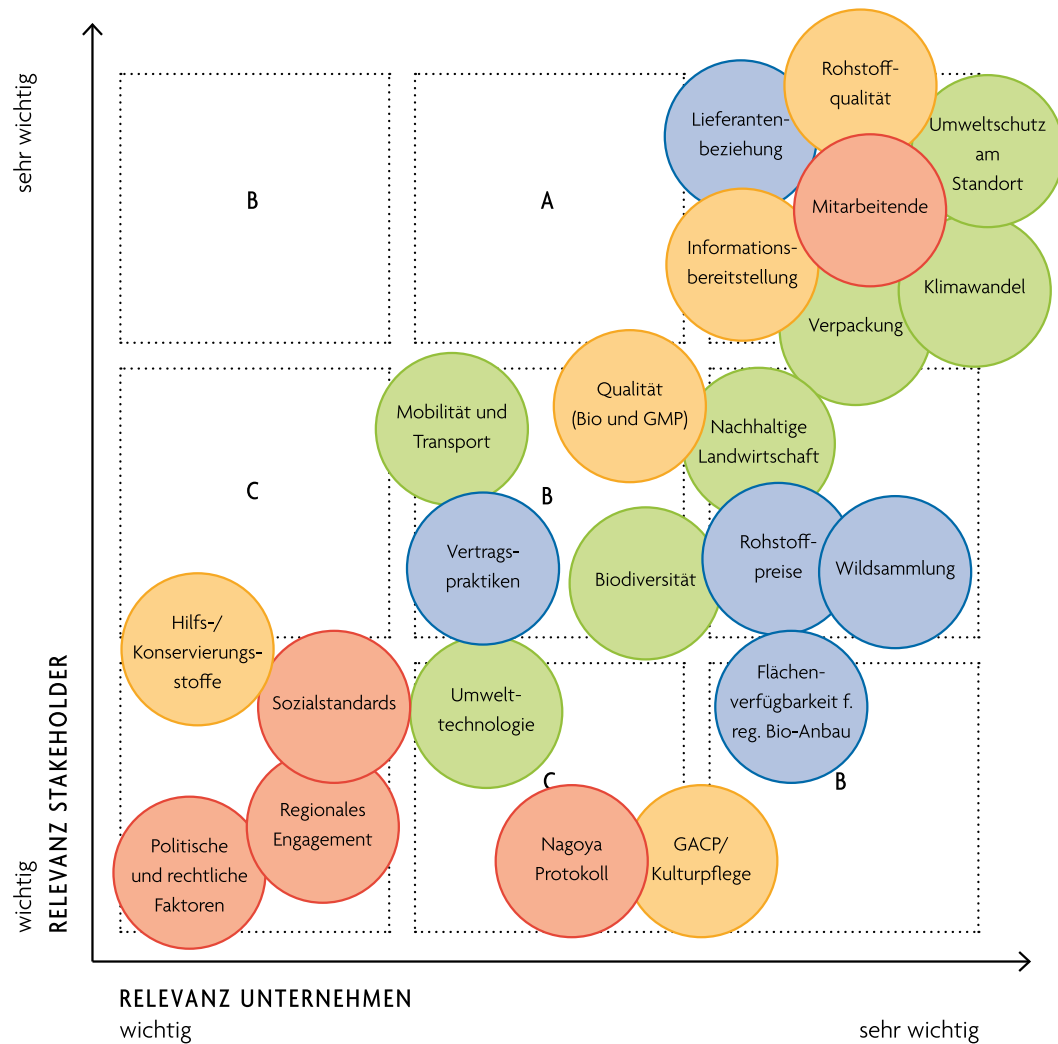 sehr wichtig
Rohstoff-
qualität
Lieferanten-
beziehung
Umweltschutz
am
Standort
B
A
Mitarbeitende
Informations-
bereitstellung
Klimawandel
Verpackung
Qualität
(Bio und GMP)
Mobilität und
Transport
Nachhaltige
Landwirtschaft
C
B
Vertrags-
praktiken
Rohstoff-
preise
Wildsammlung
Biodiversität
Hilfs-/
Konservierungs-
stoffe
Sozialstandards
Umwelt-
technologie
Flächen-
verfügbarkeit f.
reg. Bio-Anbau
C
B
Regionales
Engagement
Politische
und rechtliche
Faktoren
Nagoya
Protokoll
GACP/
Kulturpflege
wichtig
RELEVANZ STAKEHOLDER
RELEVANZ UNTERNEHMEN
wichtig
sehr wichtig